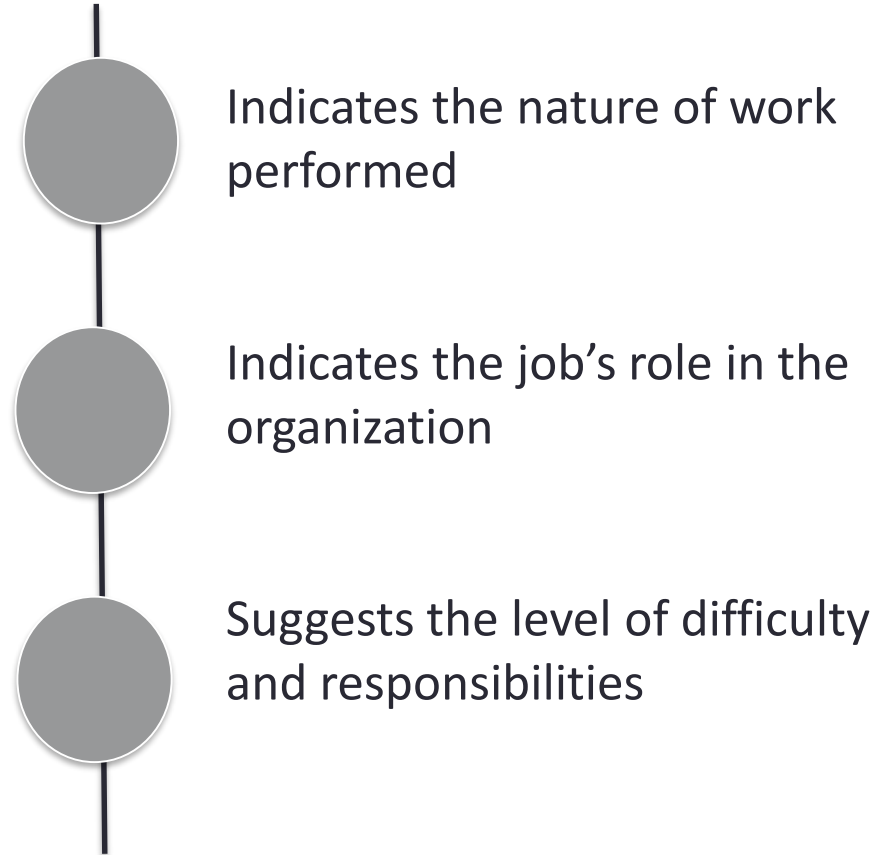 Indicates the nature of work
performed
Indicates the job’s role in the
organization
Suggests the level of difficulty
and responsibilities